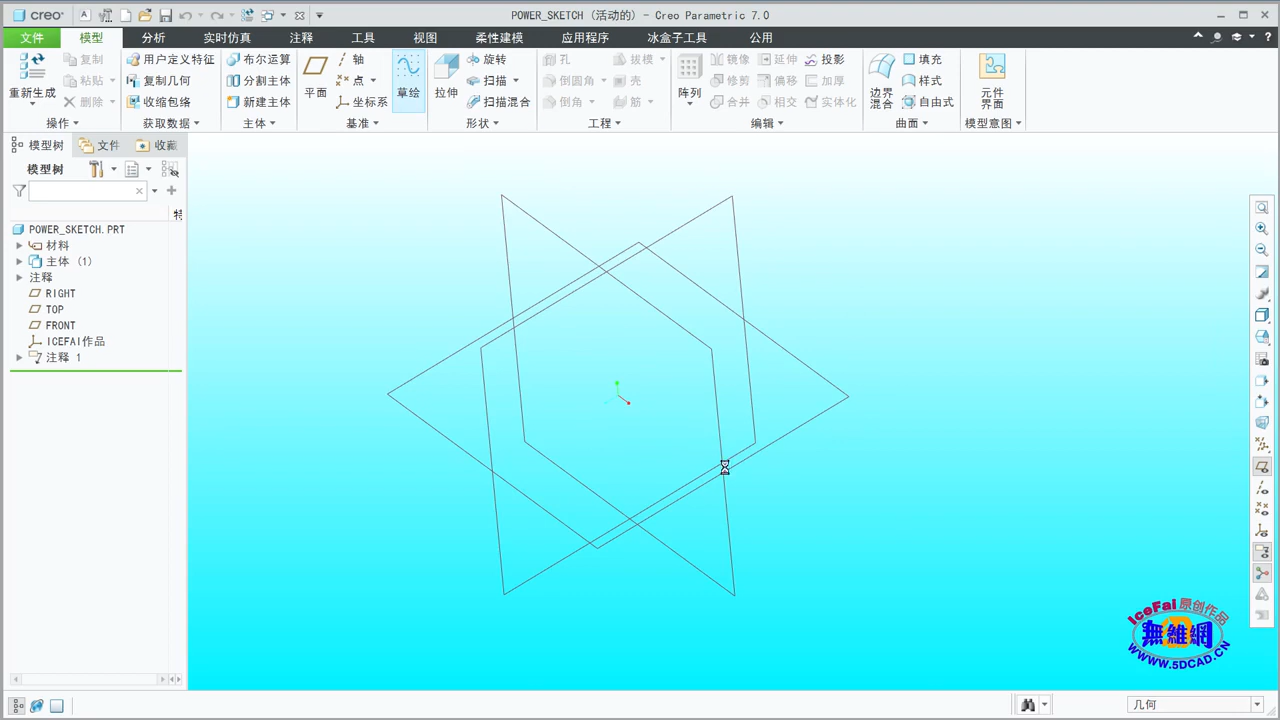 creo POWER_SKETCH (活动的) - Creo Parametric 7.0
文件 模型 分析 实时仿真 注释 工具 视图 柔性建模 应用程序 冰盒子工具 公用
重新生成 复制 粘贴 删除
用户定义特征 复制几何 收缩包络
布尔运算 分割主体 新建主体
平面 轴 点 坐标系 草绘
拉伸 旋转 扫描 扫描混合
孔 倒圆角 倒角 拔模 壳 筋
阵列 镜像 修剪 合并 延伸 偏移 相交 投影 加厚 实体化
边界混合 填充 样式 自由式
元件界面
操作 获取数据 主体 基准 形状 工程 编辑 曲面 模型意图
模型树 文件 收藏
模型树
POWER_SKETCH.PRT
材料
主体 (1)
注释
RIGHT
TOP
FRONT
ICEFAI作品
注释 1
IceFai 原创作品
無維網
WWW.5DCAD.CN
几何